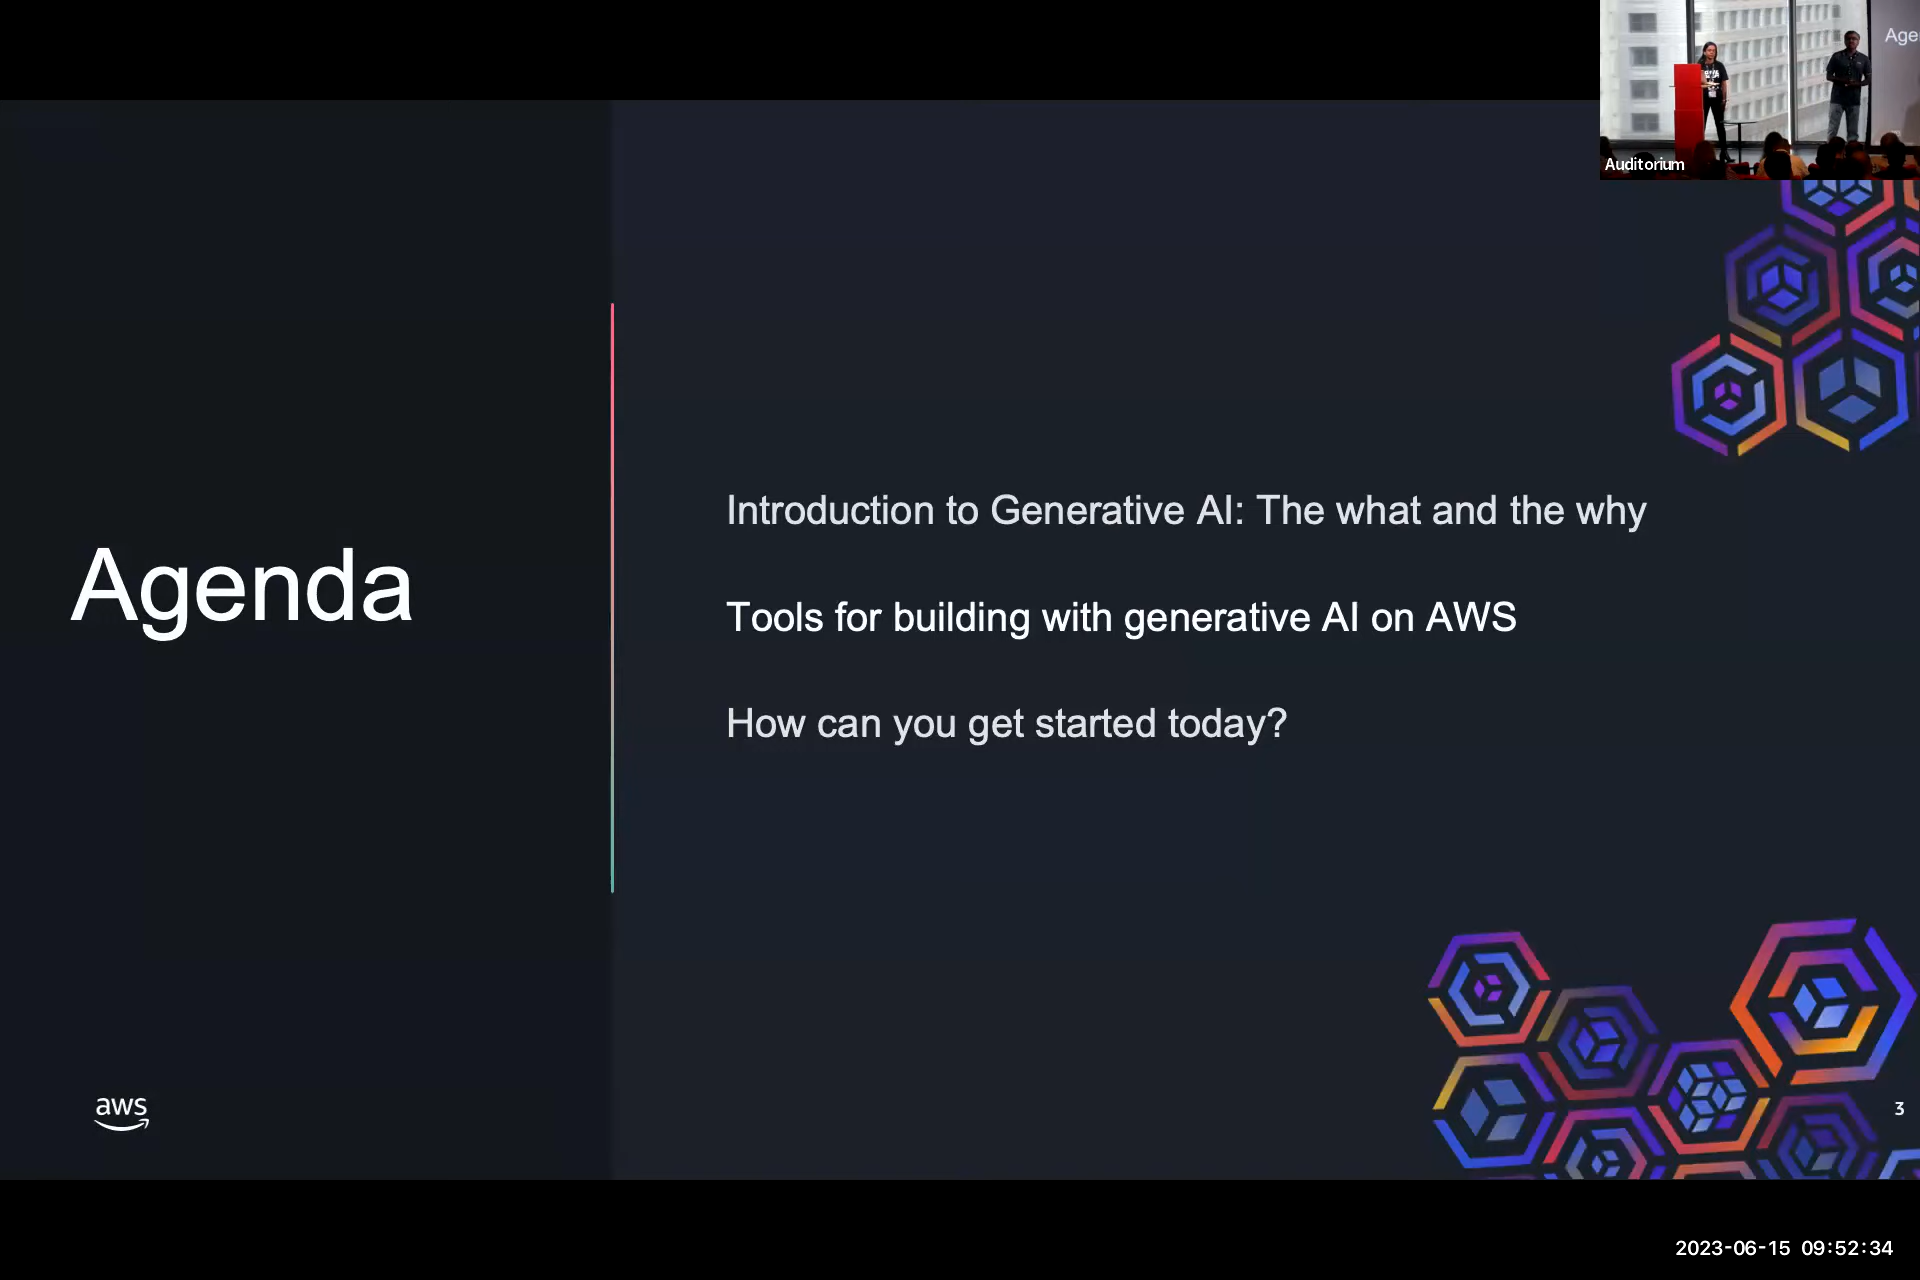 Age
Auditorium
Agenda
Introduction to Generative AI: The what and the why
Tools for building with generative AI on AWS
How can you get started today?
aws
3
2023-06-15 09:52:34